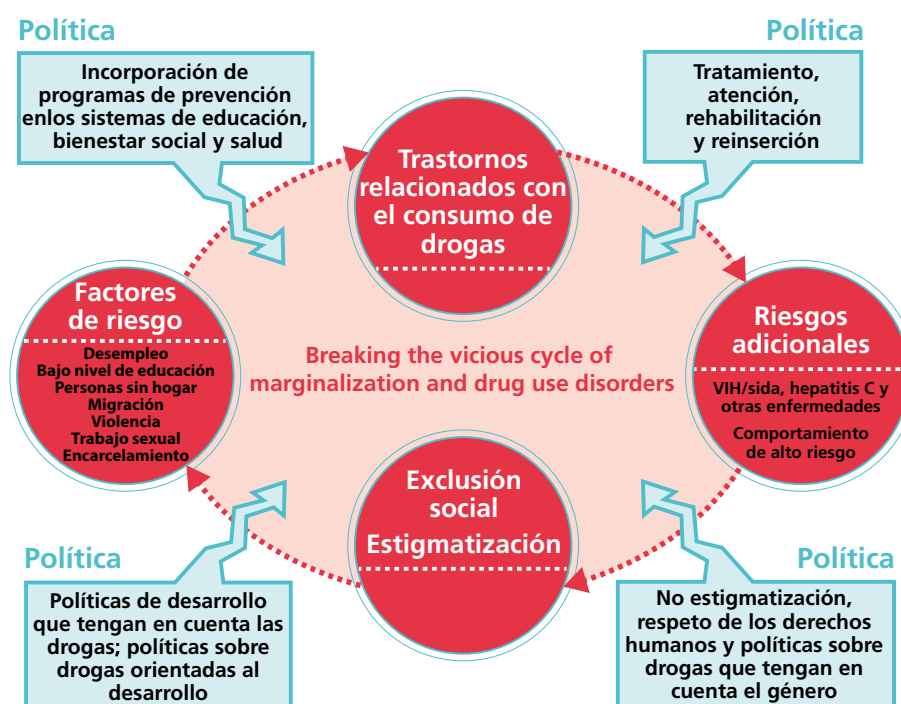 Política
Incorporación de
programas de prevención
enlos sistemas de educación,
bienestar social y salud
Política
Tratamiento,
atención,
rehabilitación
y reinserción
Trastornos
relacionados con
el consumo de
drogas
Factores
de riesgo
Desempleo
Bajo nivel de educación
Personas sin hogar
Migración
Violencia
Trabajo sexual
Encarcelamiento
Breaking the vicious cycle of
marginalization and drug use disorders
Riesgos
adicionales
VIH/sida, hepatitis C y
otras enfermedades
Comportamiento
de alto riesgo
Exclusión
social
Estigmatización
Política
Políticas de desarrollo
que tengan en cuenta las
drogas; políticas sobre
drogas orientadas al
desarrollo
Política
No estigmatización,
respeto de los derechos
humanos y políticas sobre
drogas que tengan en
cuenta el género